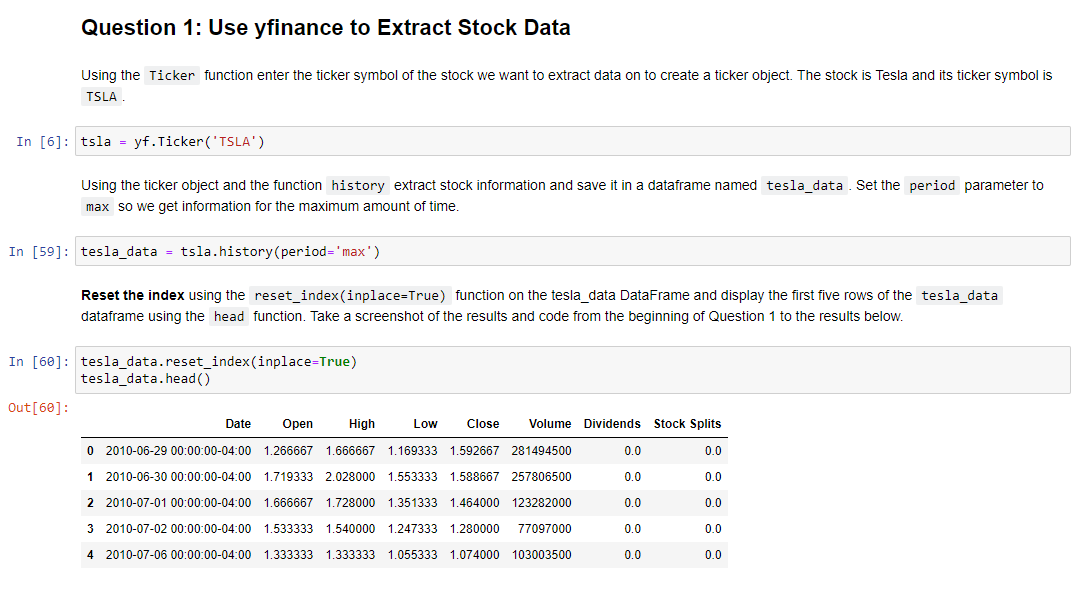 Question 1: Use yfinance to Extract Stock Data
Using the Ticker function enter the ticker symbol of the stock we want to extract data on to create a ticker object. The stock is Tesla and its ticker symbol is
TSLA .
In [6]: tsla = yf.Ticker('TSLA')
Using the ticker object and the function history extract stock information and save it in a dataframe named tesla_data . Set the period parameter to
max so we get information for the maximum amount of time.
In [59]: tesla_data = tsla.history(period='max')
Reset the index using the reset_index(inplace=True) function on the tesla_data DataFrame and display the first five rows of the tesla_data
dataframe using the head function. Take a screenshot of the results and code from the beginning of Question 1 to the results below.
In [60]: tesla_data.reset_index(inplace=True)
tesla_data.head()
Out[60]:
Date Open High Low Close Volume Dividends Stock Splits
0 2010-06-29 00:00:00-04:00 1.266667 1.666667 1.169333 1.592667 281494500 0.0 0.0
1 2010-06-30 00:00:00-04:00 1.719333 2.028000 1.553333 1.588667 257806500 0.0 0.0
2 2010-07-01 00:00:00-04:00 1.666667 1.728000 1.351333 1.464000 123282000 0.0 0.0
3 2010-07-02 00:00:00-04:00 1.533333 1.540000 1.247333 1.280000 77097000 0.0 0.0
4 2010-07-06 00:00:00-04:00 1.333333 1.333333 1.055333 1.074000 103003500 0.0 0.0